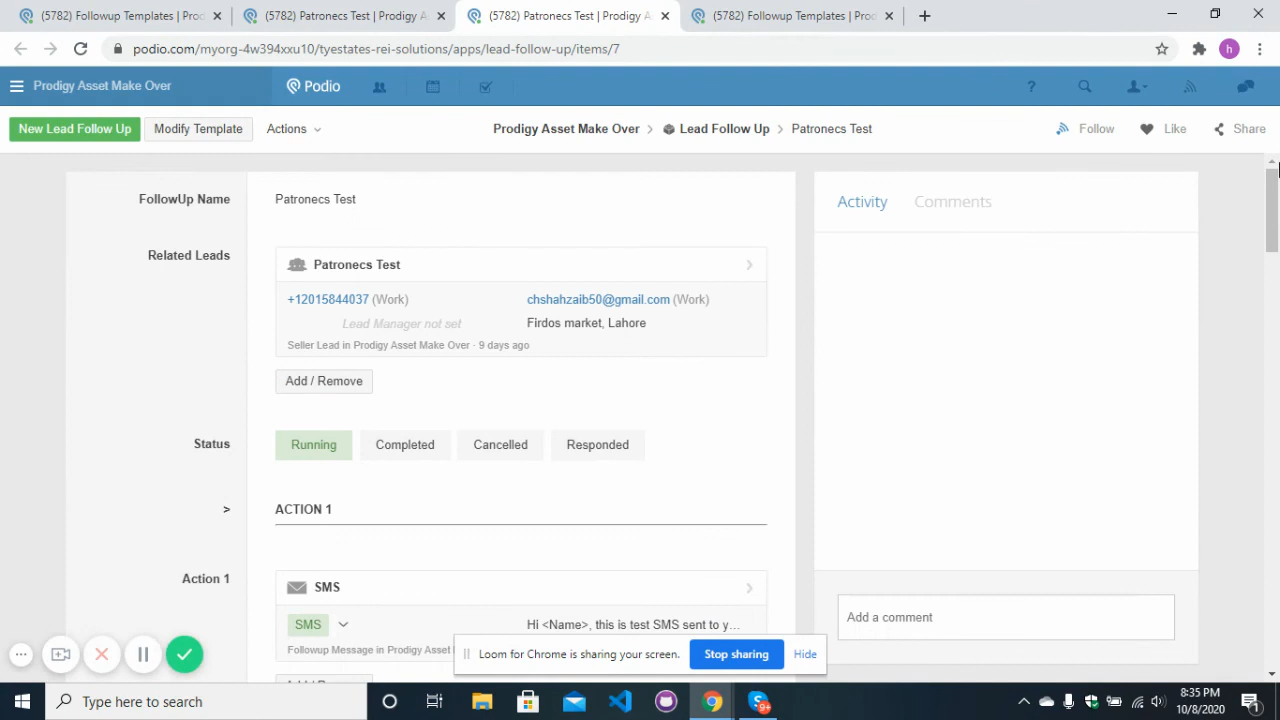 (5782) Followup Templates | Prod
(5782) Patronecs Test | Prodigy A
(5782) Patronecs Test | Prodigy A
(5782) Followup Templates | Prod
podio.com/myorg-4w394xxu10/tyestates-rei-solutions/apps/lead-follow-up/items/7
h
Prodigy Asset Make Over
Podio
?
New Lead Follow Up
Modify Template
Actions
Prodigy Asset Make Over > Lead Follow Up > Patronecs Test
Follow
Like
Share
FollowUp Name
Patronecs Test
Related Leads
Patronecs Test
+12015844037 (Work)
chshahzaib50@gmail.com (Work)
Lead Manager not set
Firdos market, Lahore
Seller Lead in Prodigy Asset Make Over · 9 days ago
Add / Remove
Status
Running
Completed
Cancelled
Responded
>
ACTION 1
Action 1
SMS
SMS
Hi <Name>, this is test SMS sent to y...
Followup Message in Prodigy Asset
Activity
Comments
Add a comment
Loom for Chrome is sharing your screen.
Stop sharing
Hide
Type here to search
9+
8:35 PM
10/8/2020
1